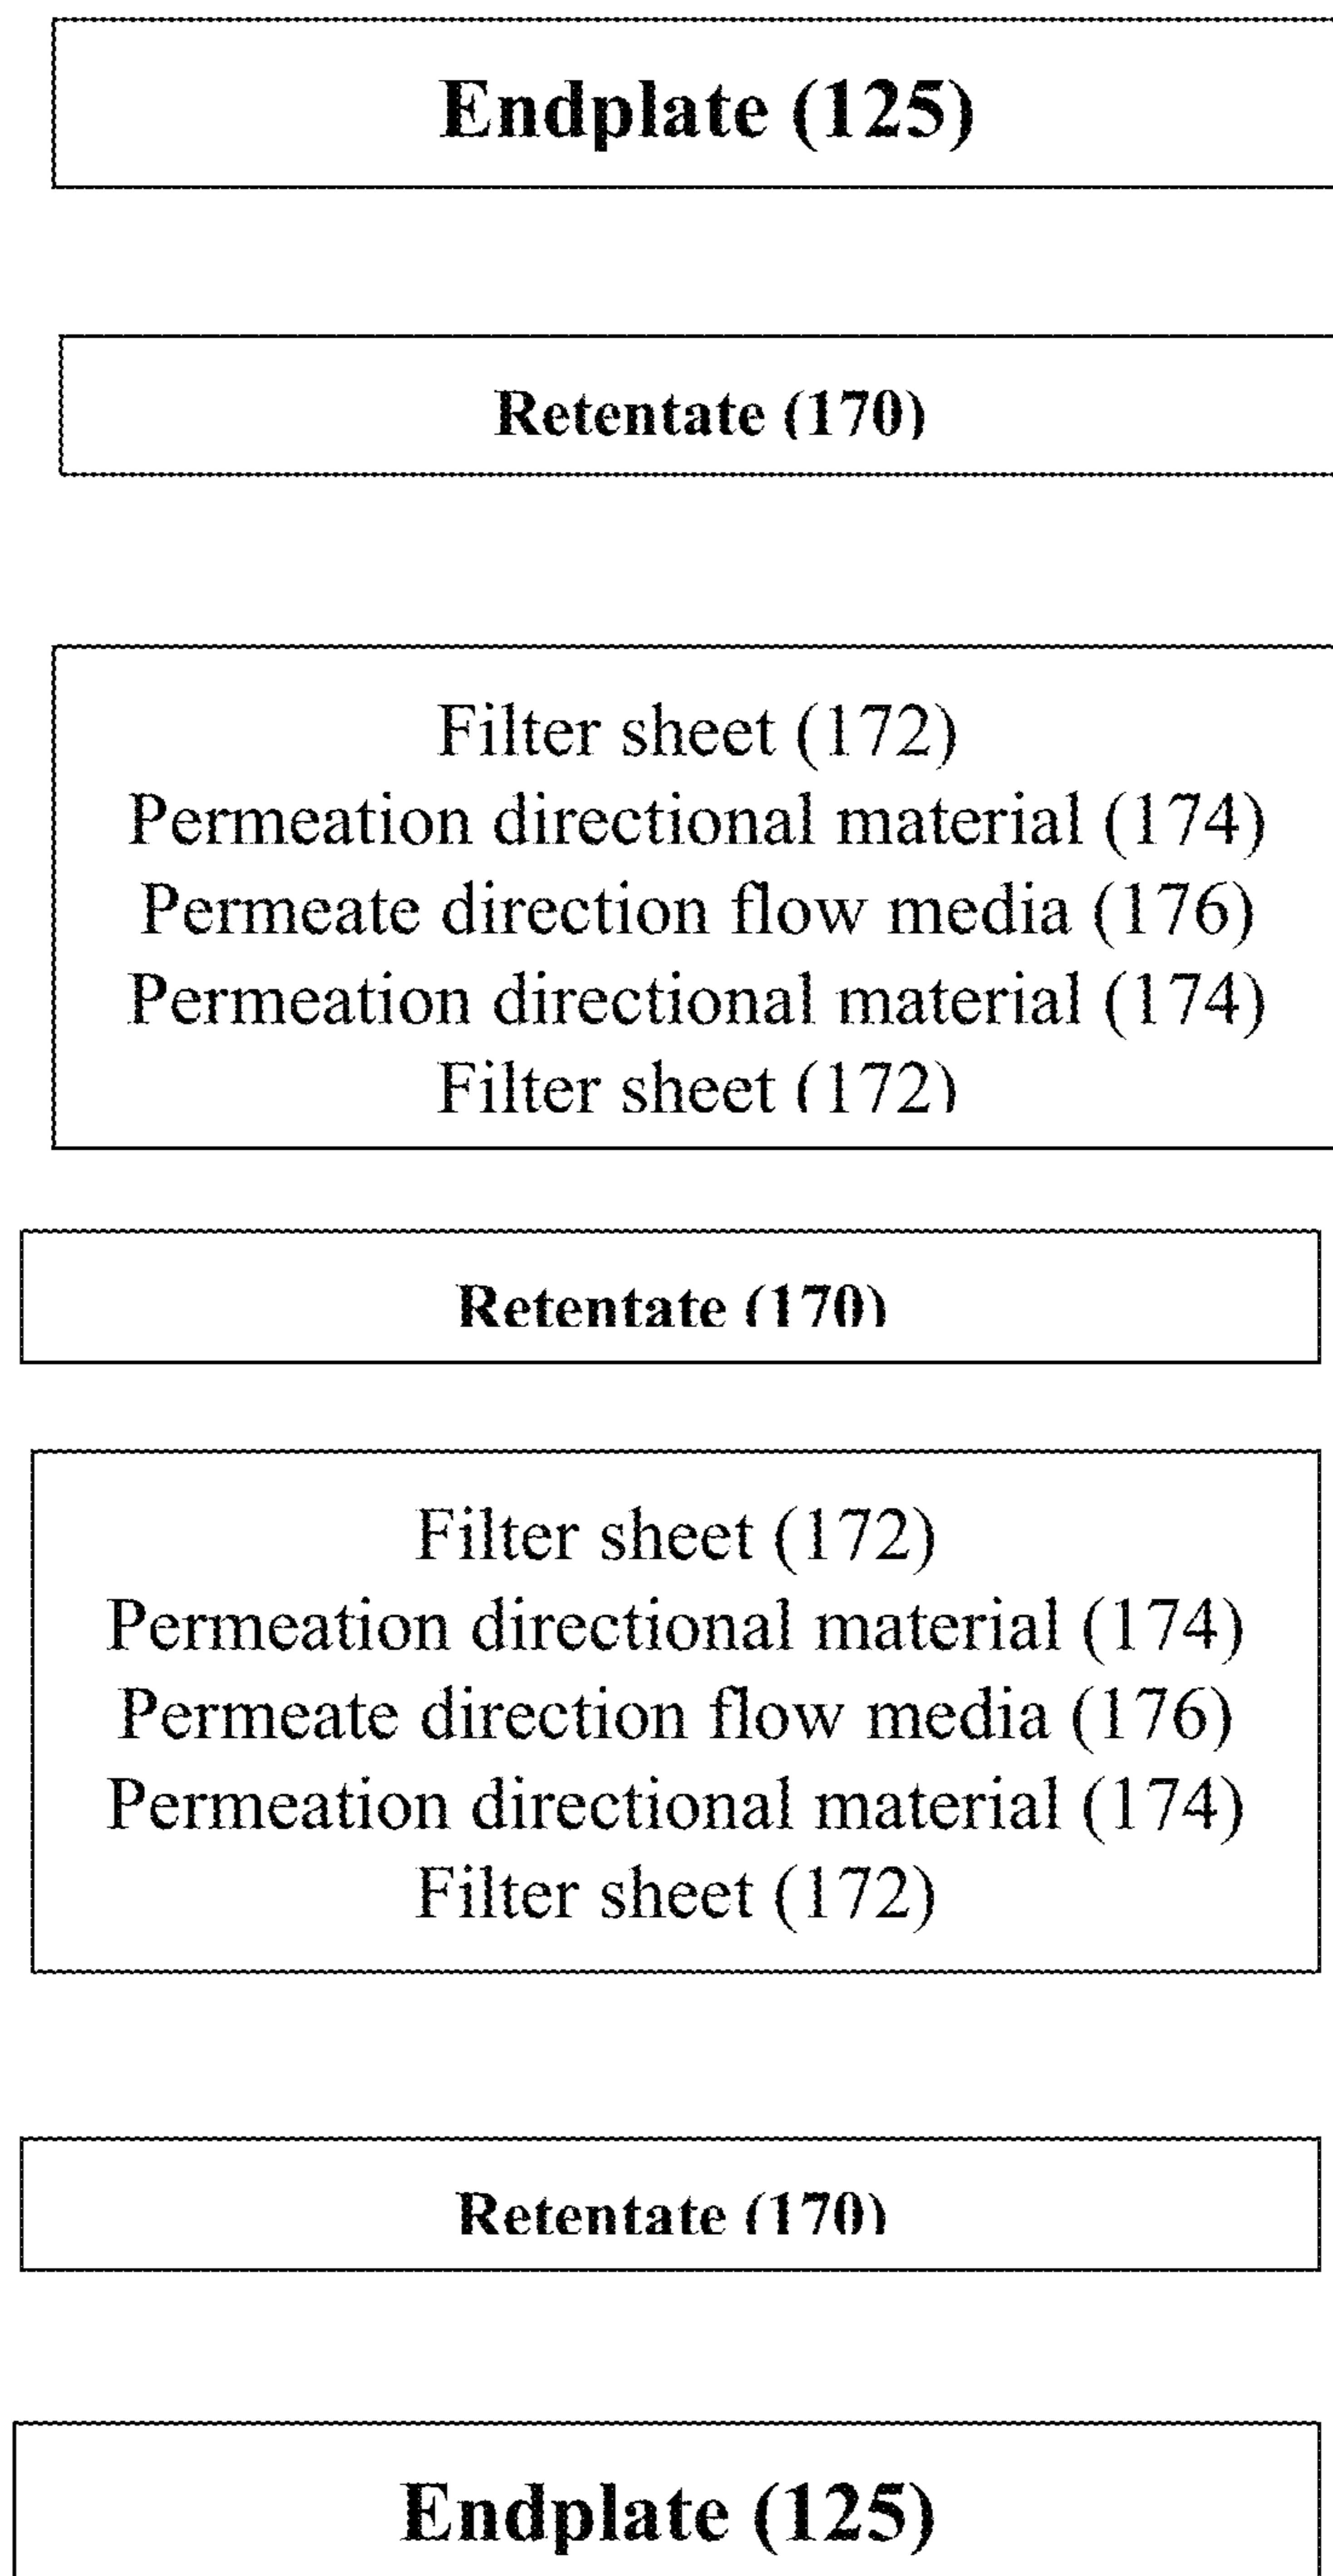 Endplate (125)
Retentate (170)
Filter sheet (172)
Permeation directional material (174)
Permeate direction flow media (176)
Permeation directional material (174)
Filter sheet (172)
Retentate (170)
Filter sheet (172)
Permeation directional material (174)
Permeate direction flow media (176)
Permeation directional material (174)
Filter sheet (172)
Retentate (170)
Endplate (125)